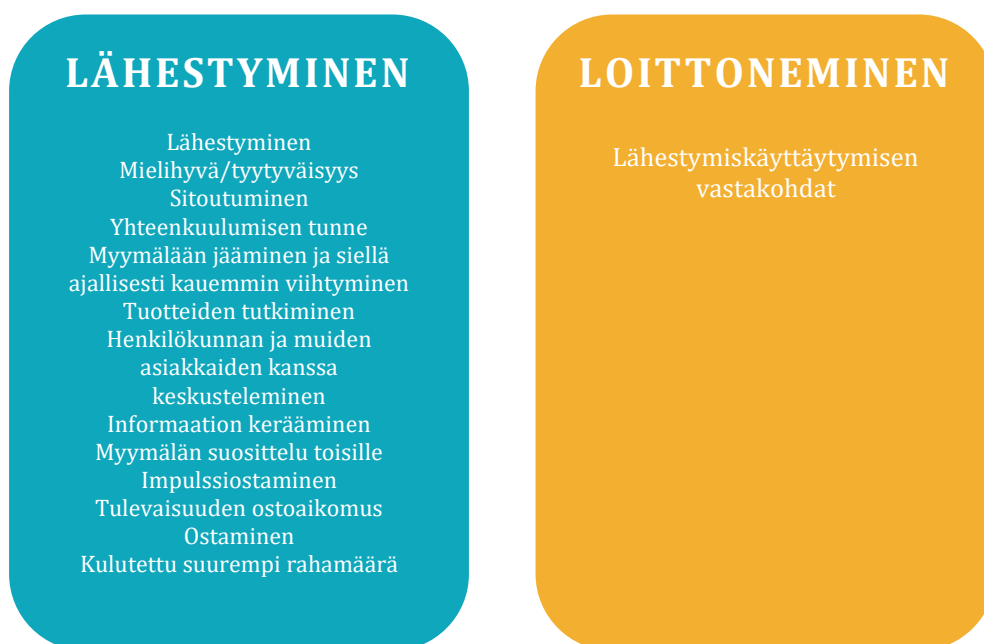 LÄHESTYMINEN
Lähestyminen
Mielihyvä/tyytyväisyys
Sitoutuminen
Yhteenkuulumisen tunne
Myymälään jääminen ja siellä
ajallisesti kauemmin viihtyminen
Tuotteiden tutkiminen
Henkilökunnan ja muiden
asiakkaiden kanssa
keskusteleminen
Informaation kerääminen
Myymälän suosittelu toisille
Impulssiostaminen
Tulevaisuuden ostoaikomus
Ostaminen
Kulutettu suurempi rahamäärä
LOITTONEMINEN
Lähestymiskäyttäytymisen
vastakohdat